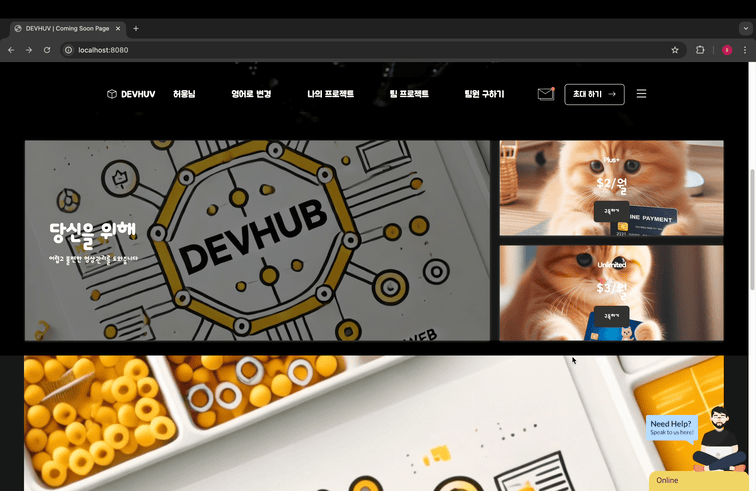 DEVHUV | Coming Soon Page
localhost:8080
DEVHUV
허웅님
영어로 변경
나의 프로젝트
팀 프로젝트
팀원 구하기
초대 하기 →
당신을 위해
어렵고 불편한 협상관리를 도와줍니다
DEVHUB
WEB
Plus+
$2/월
구독하기
INE PAYMENT
Unlimited
$3/월
구독하기
Need Help?
Speak to us here!
Online